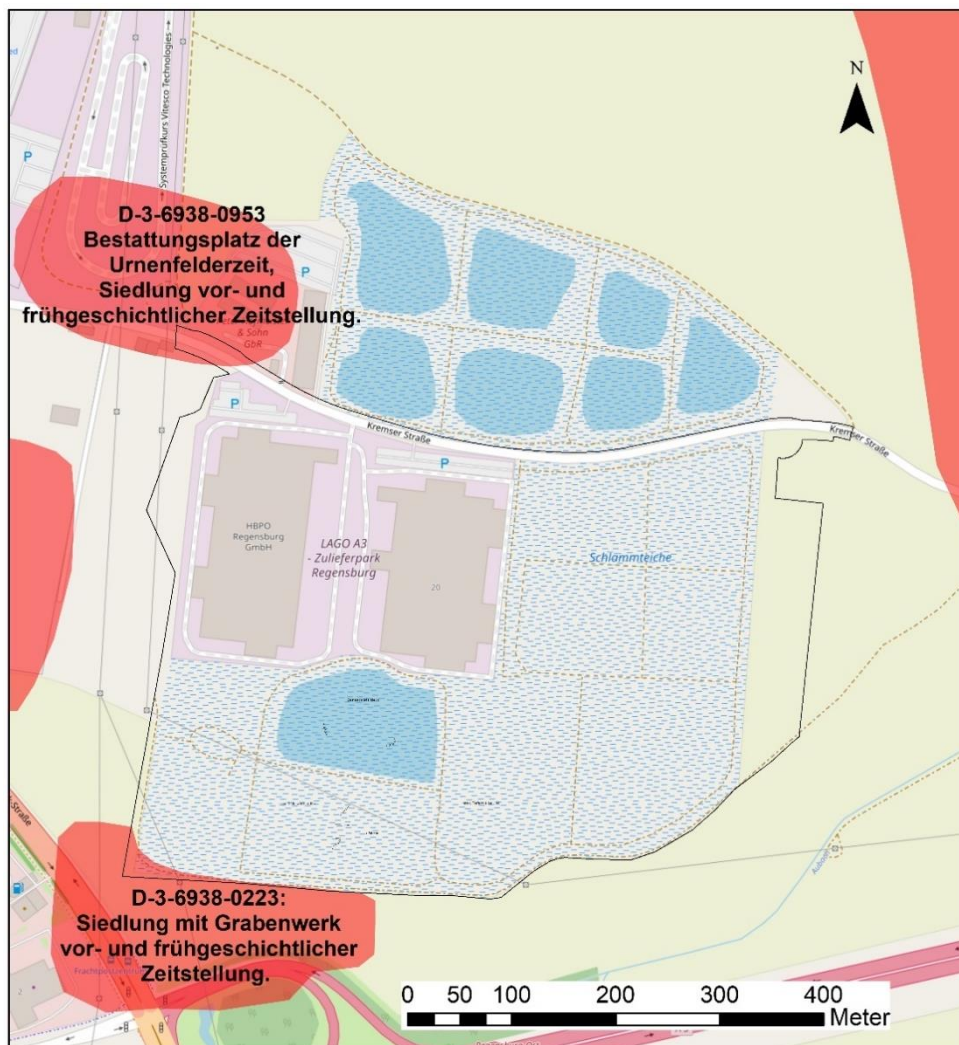 N
P
Systemprüfkurs Vitesco Technologies
P
D-3-6938-0953
Bestattungsplatz der
Urnenfelderzeit,
Siedlung vor- und
frühgeschichtlicher Zeitstellung.
P
& Sohn
GbR
P
Kremser Straße
Kremser Straße
P
HBPO
Regensburg
GmbH
LAGO A3
- Zulieferpark
Regensburg
20
Schlämmteiche
D-3-6938-0223:
Siedlung mit Grabenwerk
vor- und frühgeschichtlicher
Zeitstellung.
2
0 50 100 200 300 400
Meter